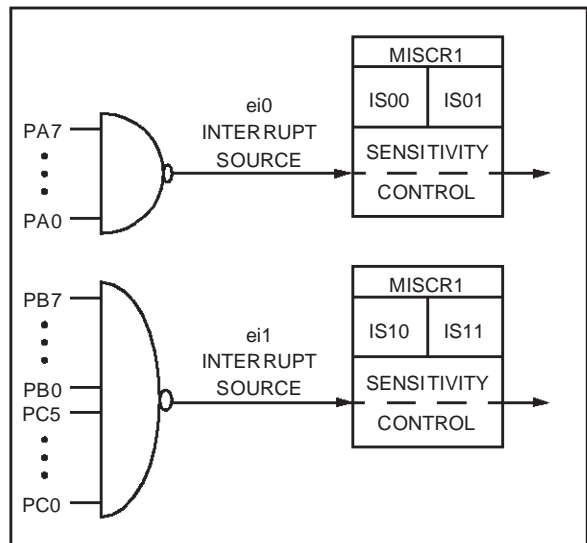 MISCR1
IS00 IS01
SENSITIVITY
CONTROL
ei0
INTERRUPT
SOURCE
PA7
PA0
MISCR1
IS10 IS11
SENSITIVITY
CONTROL
ei1
INTERRUPT
SOURCE
PB7
PB0
PC5
PC0